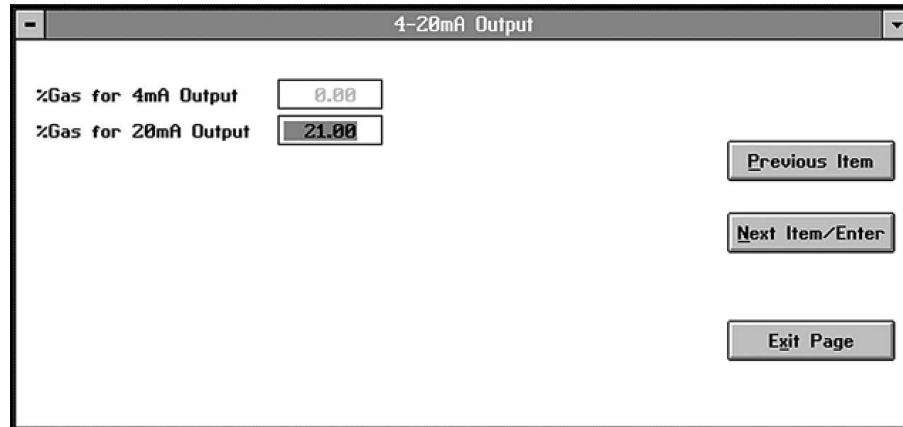 4-20mA Output
%Gas for 4mA Output 0.00
%Gas for 20mA Output 21.00
Previous Item
Next Item/Enter
Exit Page